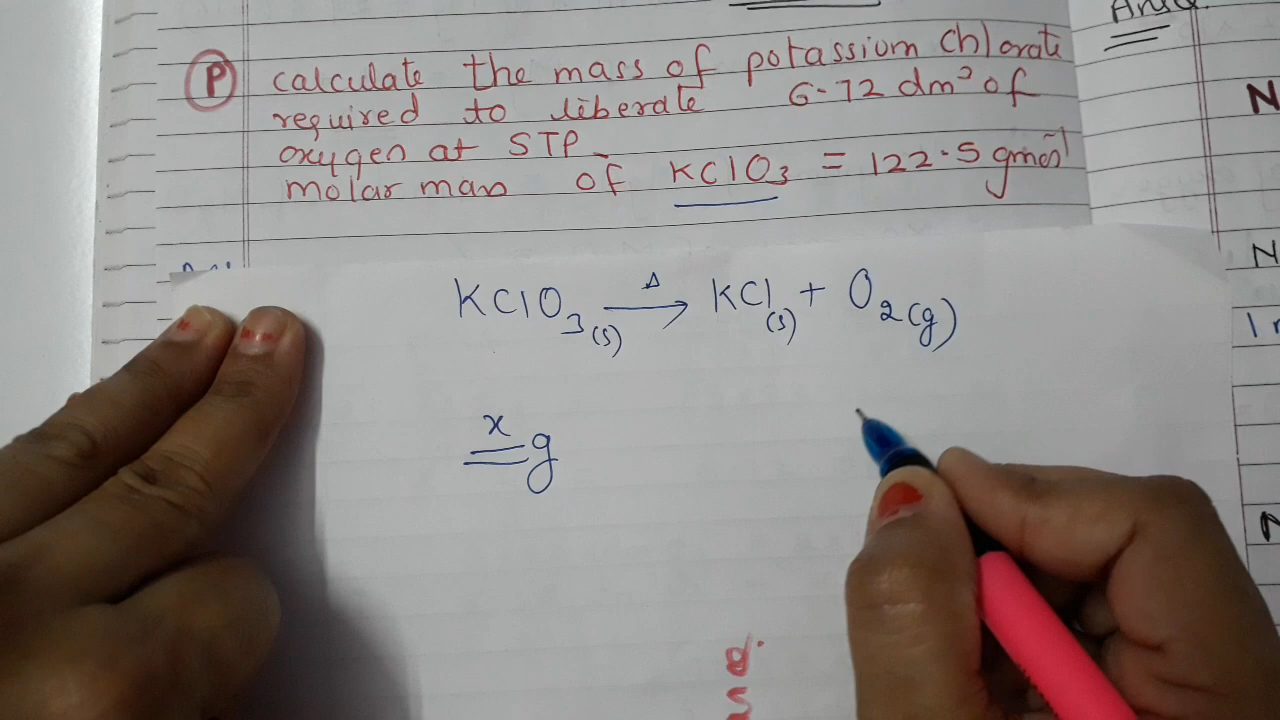 Ans
P calculate the mass of potassium Chlorate
required to liberate 6.72 dm³ of
oxygen at STP
molar mass of KClO₃ = 122.5 gmol⁻¹
N
KClO₃(s) Δ→ KCl(s) + O₂(g)
N
x g